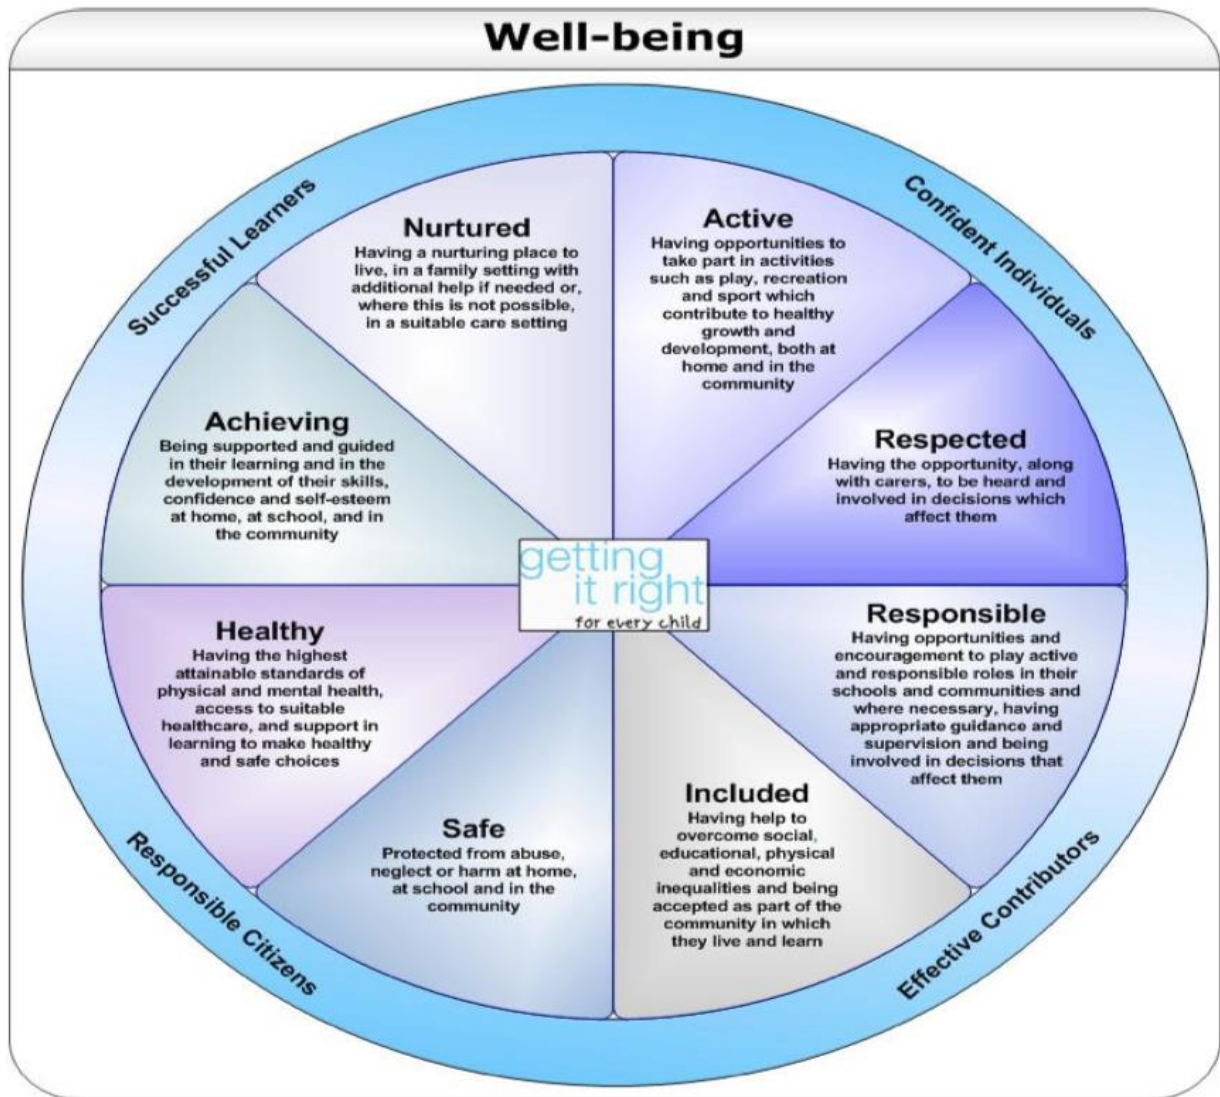 Well-being
Successful Learners
Confident Individuals
Nurtured
Having a nurturing place to
live, in a family setting with
additional help if needed or,
where this is not possible,
in a suitable care setting
Active
Having opportunities to
take part in activities
such as play, recreation
and sport which
contribute to healthy
growth and
development, both at
home and in the
community
Achieving
Being supported and guided
in their learning and in the
development of their skills,
confidence and self-esteem
at home, at school, and in
the community
Respected
Having the opportunity, along
with carers, to be heard and
involved in decisions which
affect them
getting
it right
for every child
Healthy
Having the highest
attainable standards of
physical and mental health,
access to suitable
healthcare, and support in
learning to make healthy
and safe choices
Responsible
Having opportunities and
encouragement to play active
and responsible roles in their
schools and communities and
where necessary, having
appropriate guidance and
supervision and being
involved in decisions that
affect them
Safe
Protected from abuse,
neglect or harm at home,
at school and in the
community
Included
Having help to
overcome social,
educational, physical
and economic
inequalities and being
accepted as part of the
community in which
they live and learn
Responsible Citizens
Effective Contributors